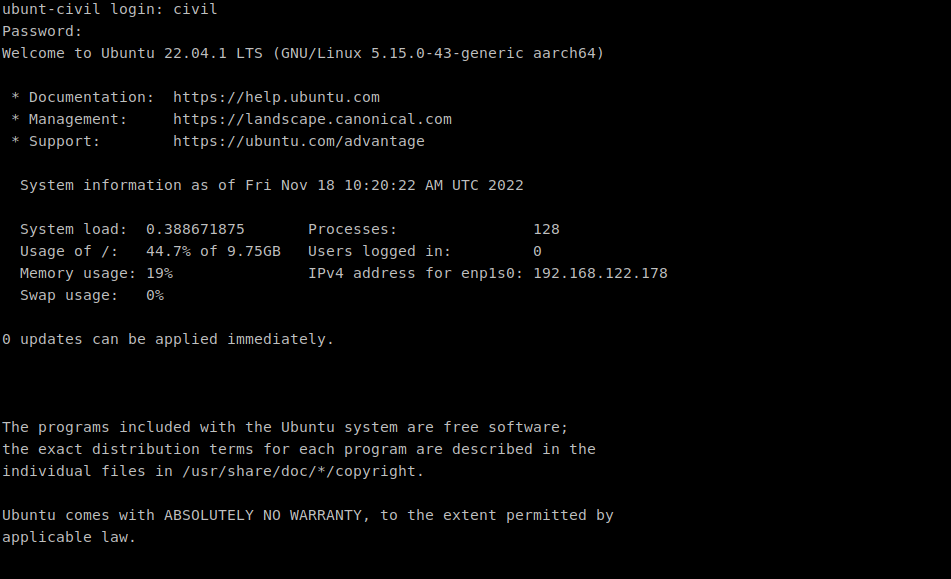 ubunt-civil login: civil
Password:
Welcome to Ubuntu 22.04.1 LTS (GNU/Linux 5.15.0-43-generic aarch64)
* Documentation:  https://help.ubuntu.com
* Management:     https://landscape.canonical.com
* Support:        https://ubuntu.com/advantage
System information as of Fri Nov 18 10:20:22 AM UTC 2022
System load:  0.388671875       Processes:               128
Usage of /:   44.7% of 9.75GB   Users logged in:         0
Memory usage: 19%               IPv4 address for enp1s0: 192.168.122.178
Swap usage:   0%
0 updates can be applied immediately.
The programs included with the Ubuntu system are free software;
the exact distribution terms for each program are described in the
individual files in /usr/share/doc/*/copyright.
Ubuntu comes with ABSOLUTELY NO WARRANTY, to the extent permitted by
applicable law.